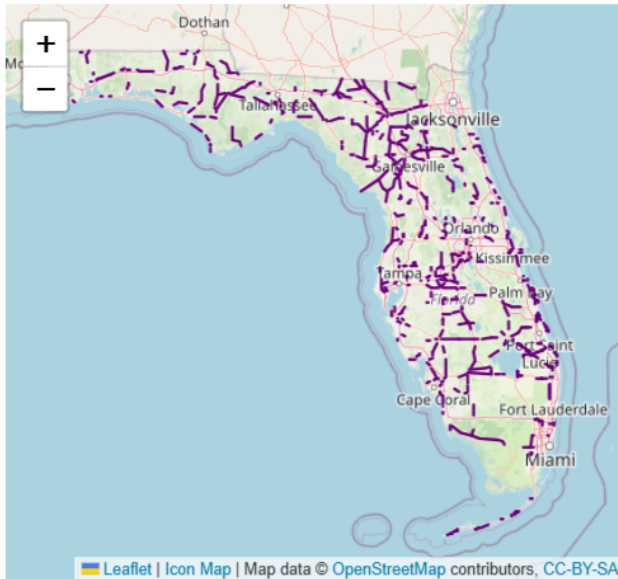 Dothan
+
Mo
−
Tallahassee
Jacksonville
Gainesville
Orlando
Kissimmee
Tampa
Palm Bay
Florida
Port Saint
Lucie
Cape Coral
Fort Lauderdale
Miami
Leaflet | Icon Map | Map data © OpenStreetMap contributors, CC-BY-SA